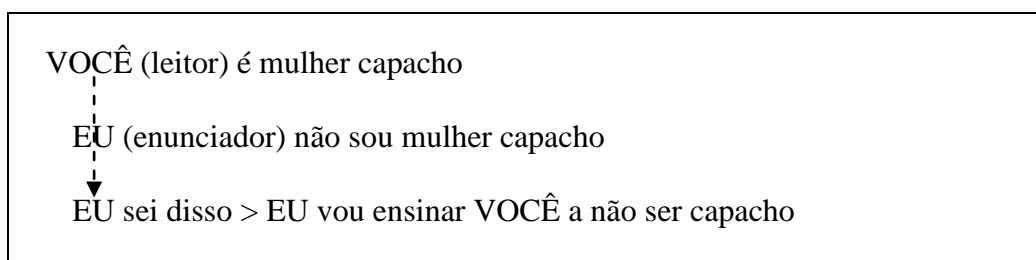 VOCÊ (leitor) é mulher capacho
EU (enunciador) não sou mulher capacho
EU sei disso > EU vou ensinar VOCÊ a não ser capacho